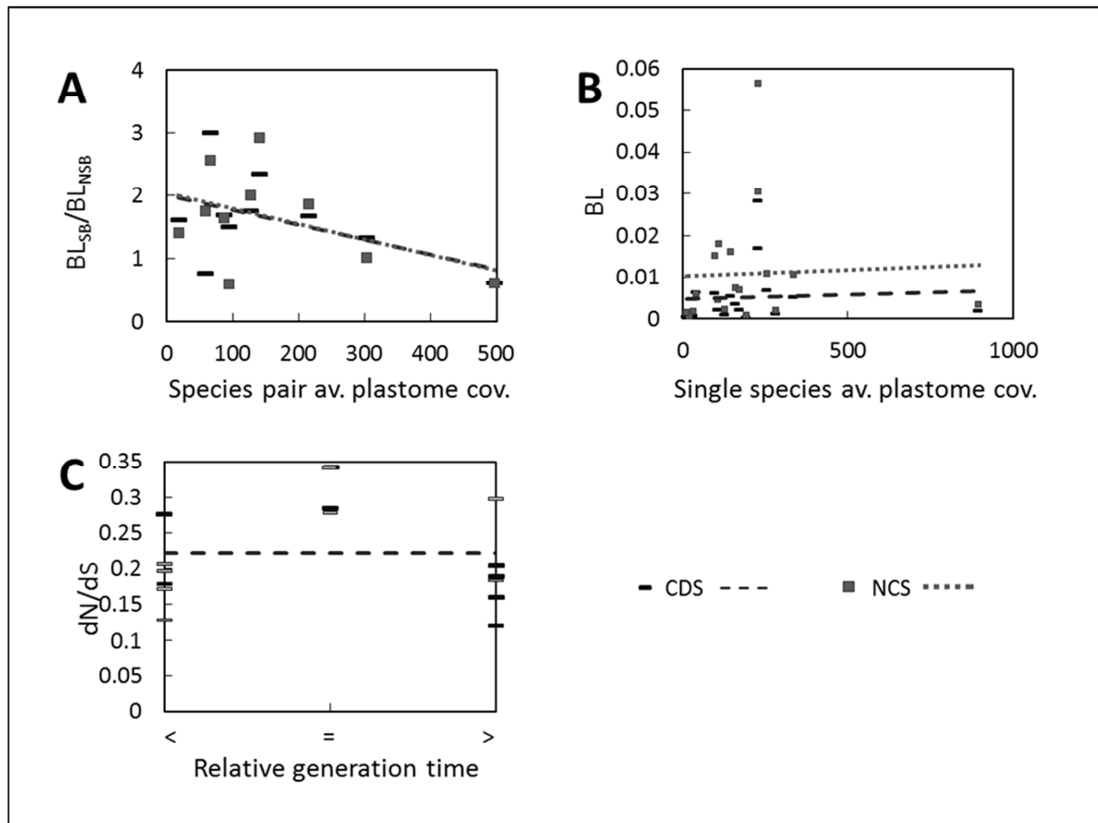 A
4
3
2
1
0
BL_SB/BL_NSB
0 100 200 300 400 500
Species pair av. plastome cov.
B
0.06
0.05
0.04
0.03
0.02
0.01
0
BL
0 500 1000
Single species av. plastome cov.
C
0.35
0.3
0.25
0.2
0.15
0.1
0.05
0
dN/dS
< = >
Relative generation time
CDS
NCS